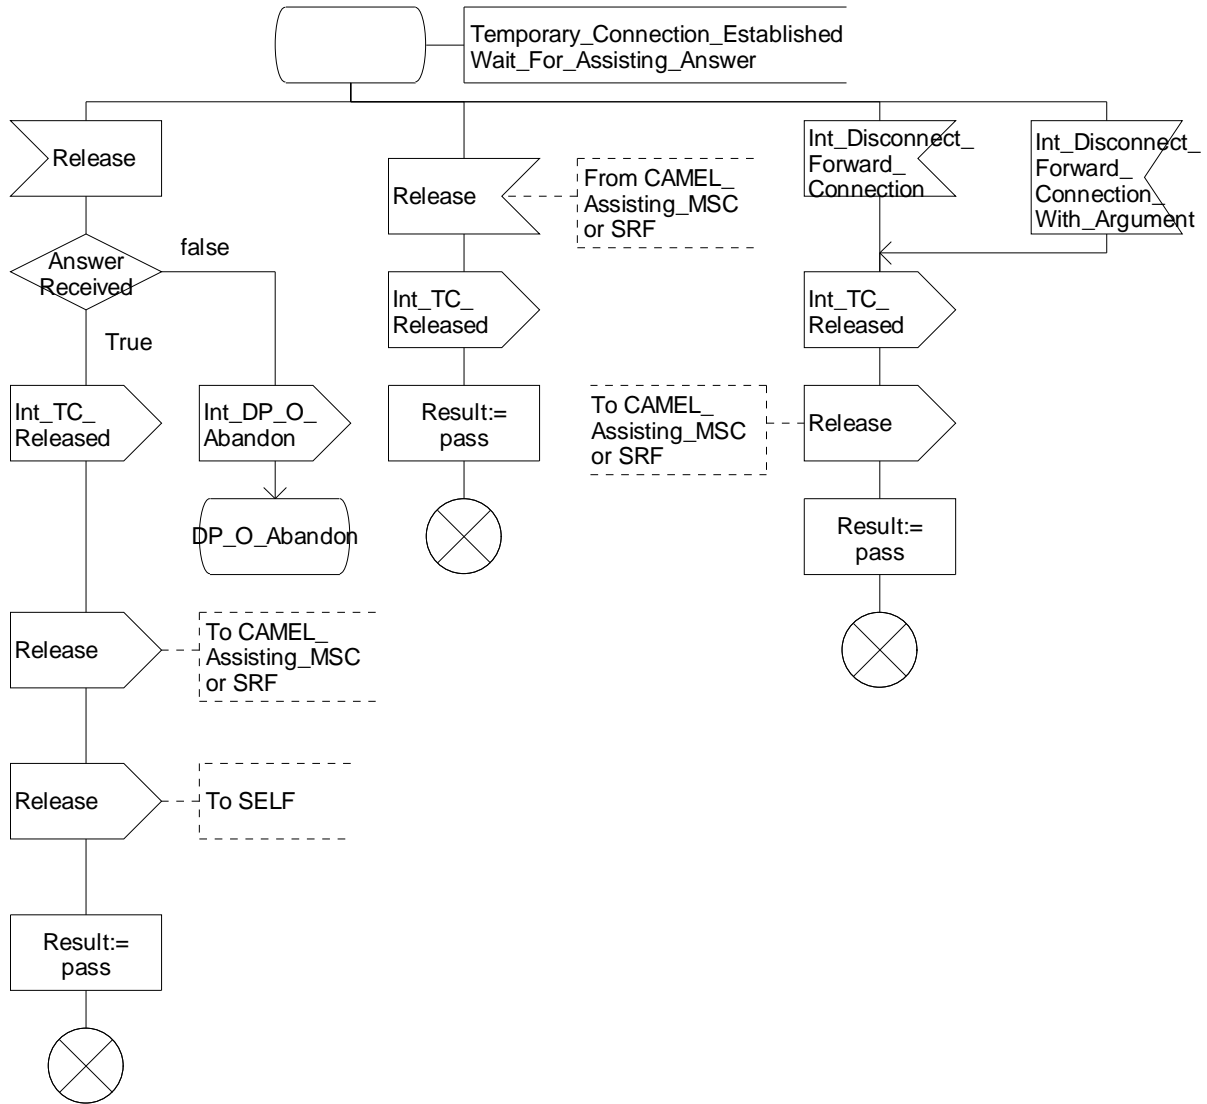 Temporary_Connection_Established
Wait_For_Assisting_Answer
Release
Answer
Received
false
True
Int_TC_
Released
Int_DP_O_
Abandon
DP_O_Abandon
Release
To CAMEL_
Assisting_MSC
or SRF
Release
To SELF
Result:=
pass
Release
From CAMEL_
Assisting_MSC
or SRF
Int_TC_
Released
Result:=
pass
Int_Disconnect_
Forward_
Connection
Int_Disconnect_
Forward_
Connection_
With_Argument
Int_TC_
Released
To CAMEL_
Assisting_MSC
or SRF
Release
Result:=
pass